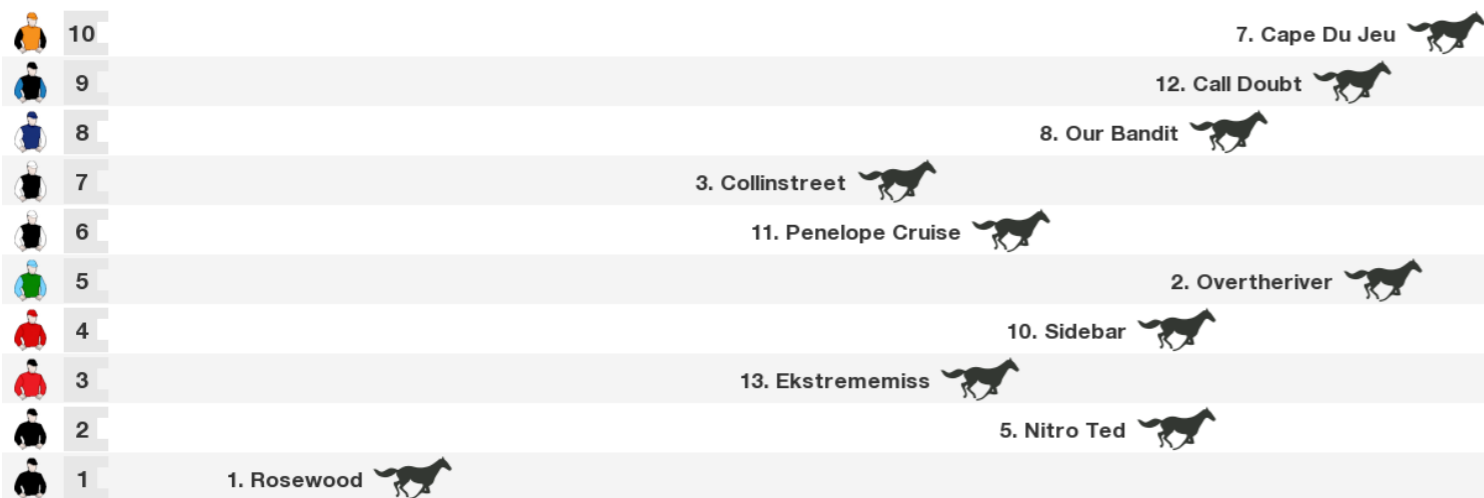 10 7. Cape Du Jeu
9 12. Call Doubt
8 8. Our Bandit
7 3. Collinstreet
6 11. Penelope Cruise
5 2. Overtheriver
4 10. Sidebar
3 13. Ekstrememiss
2 5. Nitro Ted
1 1. Rosewood